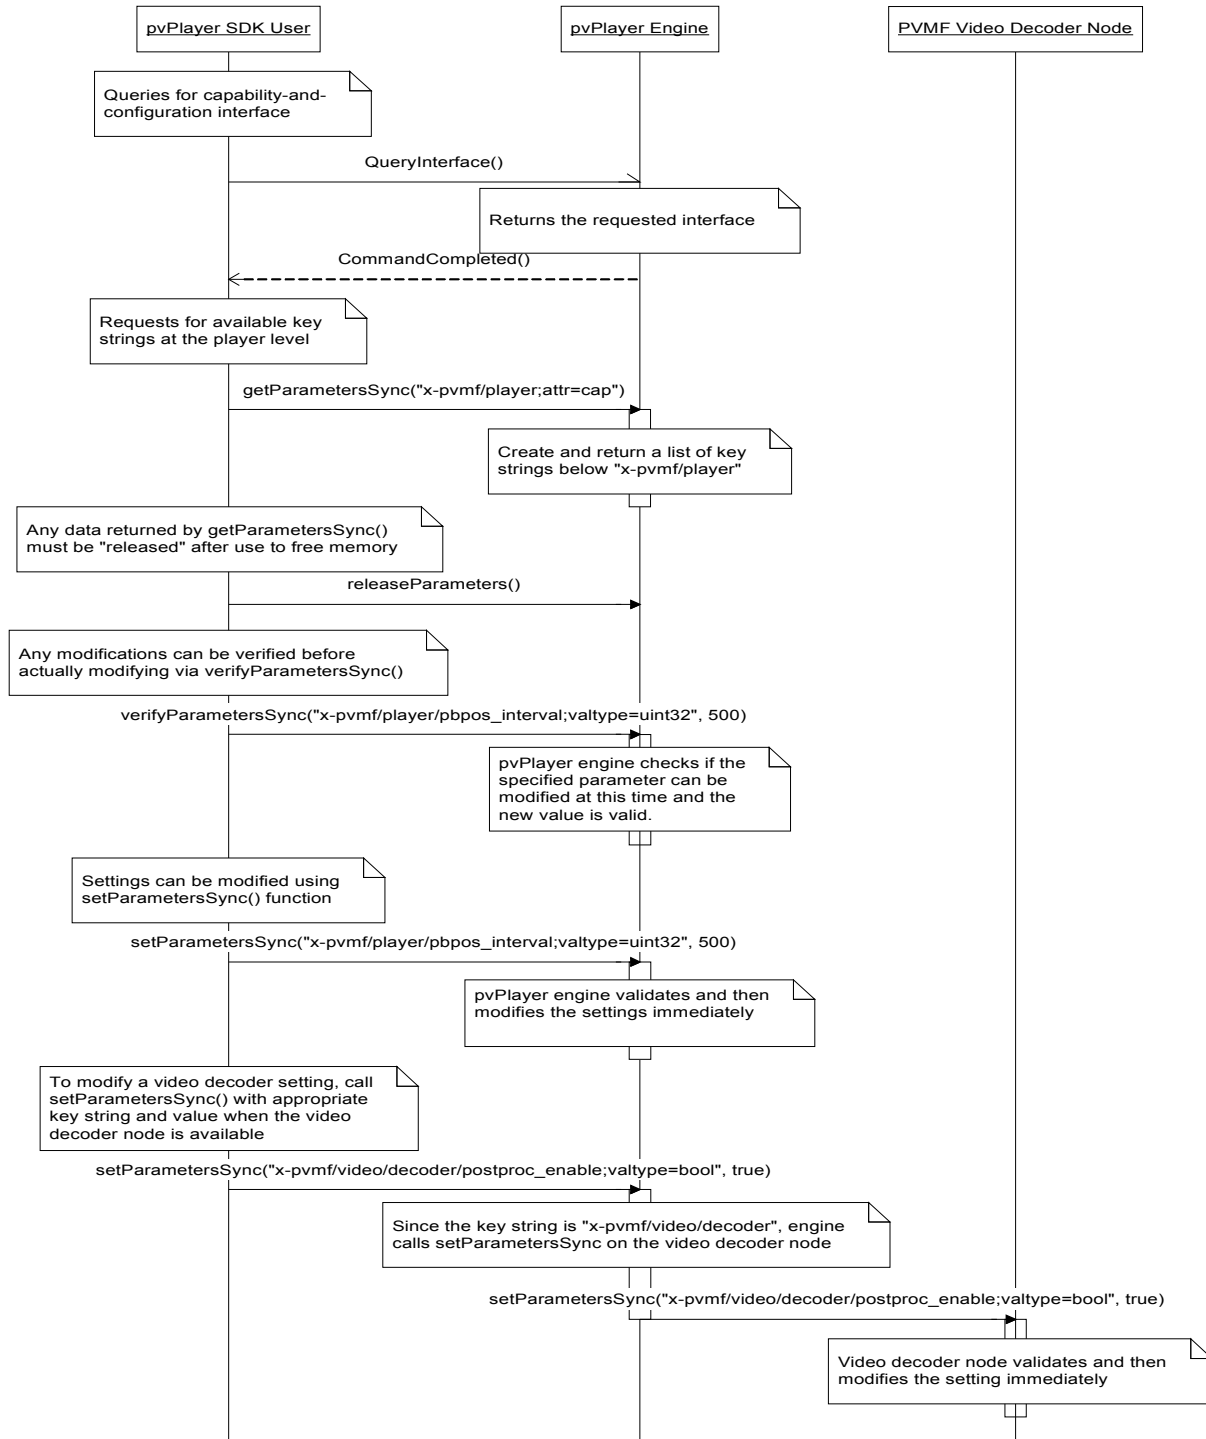 pvPlayer SDK User
pvPlayer Engine
PVMF Video Decoder Node
Queries for capability-and-
configuration interface
QueryInterface()
Returns the requested interface
CommandCompleted()
Requests for available key
strings at the player level
getParametersSync("x-pvmf/player;attr=cap")
Create and return a list of key
strings below "x-pvmf/player"
Any data returned by getParametersSync()
must be "released" after use to free memory
releaseParameters()
Any modifications can be verified before
actually modifying via verifyParametersSync()
verifyParametersSync("x-pvmf/player/pbpos_interval;valtype=uint32", 500)
pvPlayer engine checks if the
specified parameter can be
modified at this time and the
new value is valid.
Settings can be modified using
setParametersSync() function
setParametersSync("x-pvmf/player/pbpos_interval;valtype=uint32", 500)
pvPlayer engine validates and then
modifies the settings immediately
To modify a video decoder setting, call
setParametersSync() with appropriate
key string and value when the video
decoder node is available
setParametersSync("x-pvmf/video/decoder/postproc_enable;valtype=bool", true)
Since the key string is "x-pvmf/video/decoder", engine
calls setParametersSync on the video decoder node
setParametersSync("x-pvmf/video/decoder/postproc_enable;valtype=bool", true)
Video decoder node validates and then
modifies the setting immediately